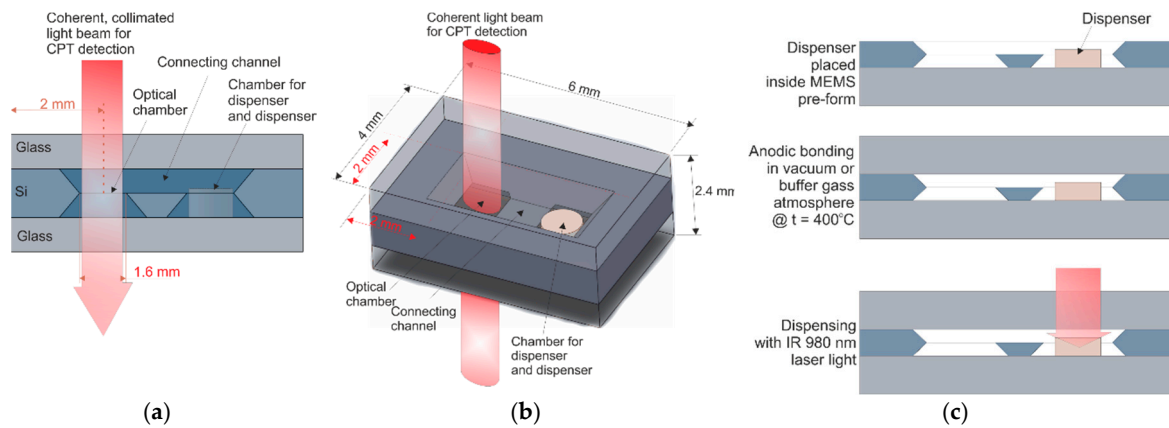 Coherent, collimated
light beam for
CPT detection
Connecting channel
Optical
chamber
Chamber for
dispenser
and dispenser
2 mm
Glass
Si
Glass
1.6 mm
(a)
Coherent light beam
for CPT detection
6 mm
4 mm
2 mm
2 mm
2.4 mm
Optical
chamber
Connecting
channel
Chamber for
dispenser
and dispenser
(b)
Dispenser
Dispenser
placed
inside MEMS
pre-form
Anodic bonding
in vacuum or
buffer gass
atmosphere
@ t = 400°C
Dispensing
with IR 980 nm
laser light
(c)